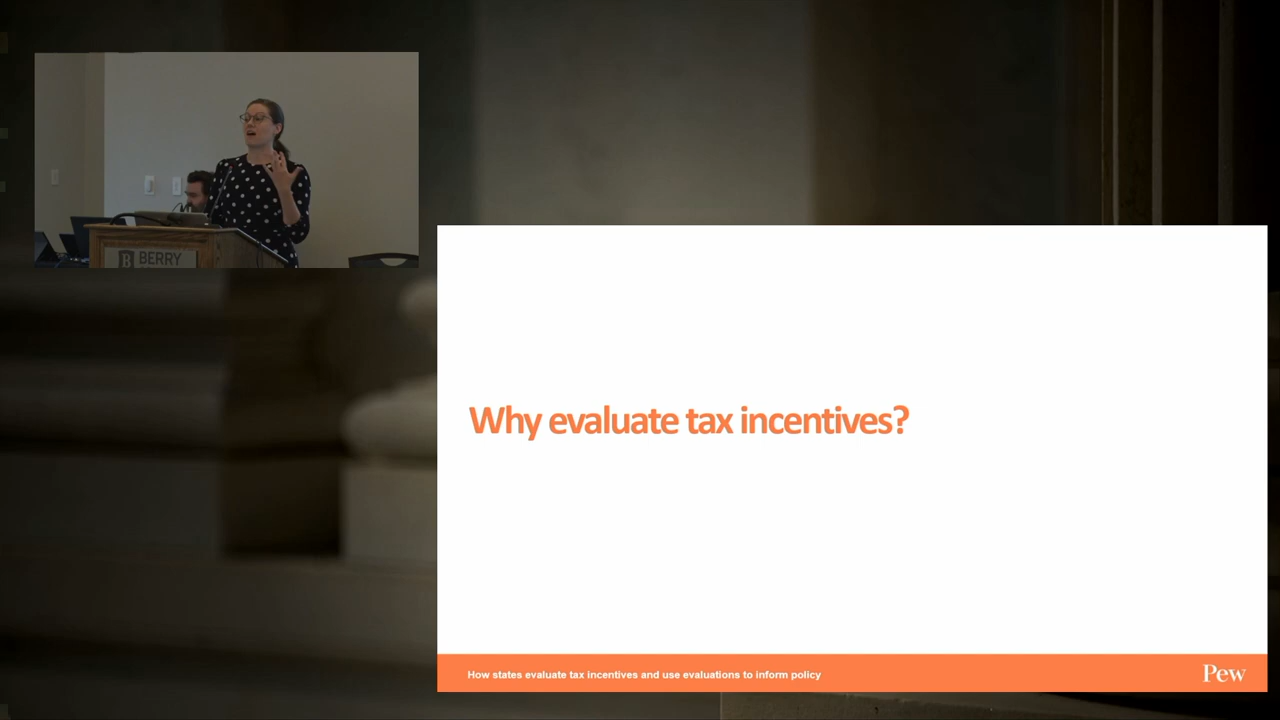 B BERRY
Why evaluate tax incentives?
How states evaluate tax incentives and use evaluations to inform policy
Pew